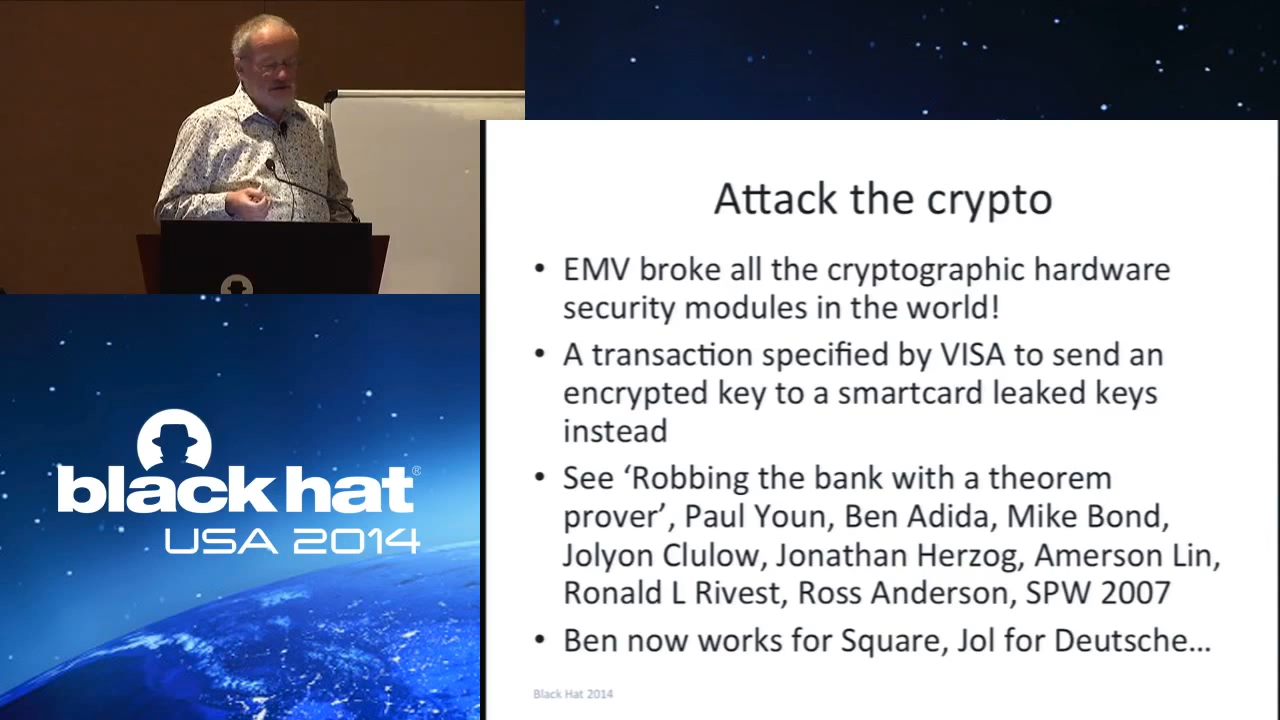 Attack the crypto
• EMV broke all the cryptographic hardware
security modules in the world!
• A transaction specified by VISA to send an
encrypted key to a smartcard leaked keys
instead
• See ‘Robbing the bank with a theorem
prover’, Paul Youn, Ben Adida, Mike Bond,
Jolyon Clulow, Jonathan Herzog, Amerson Lin,
Ronald L Rivest, Ross Anderson, SPW 2007
• Ben now works for Square, Jol for Deutsche…
Black Hat 2014
black hat®
USA 2014